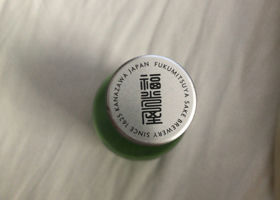 FUKUMITSUYA SAKE BREWERY SINCE 1625 KANAZAWA JAPAN
福光屋